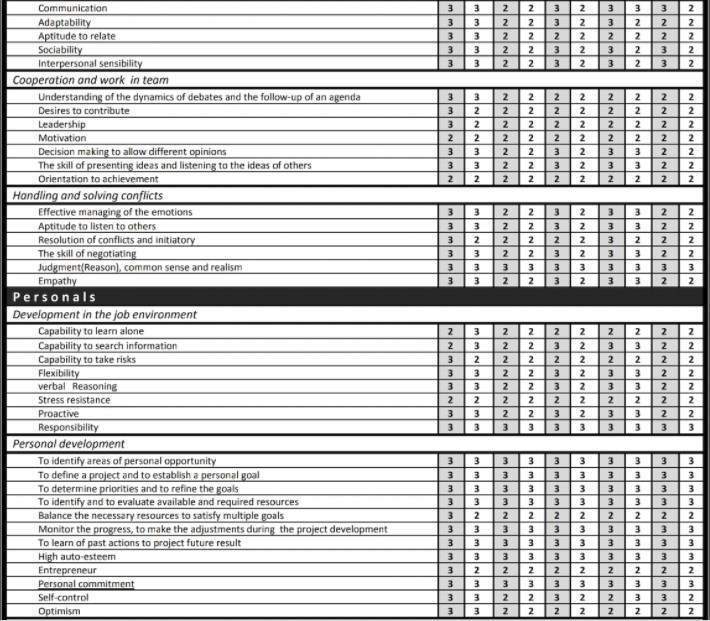 Communication 3 3 2 2 3 2 3 3 3 2
Adaptability 3 3 2 2 3 2 3 2 2 2
Aptitude to relate 3 3 2 2 2 2 2 2 2 2
Sociability 3 3 2 2 3 2 3 2 3 2
Interpersonal sensibility 3 3 2 2 3 2 3 2 3 2
Cooperation and work in team
Understanding of the dynamics of debates and the follow-up of an agenda 3 3 2 2 2 2 2 2 2 2
Desires to contribute 3 2 2 2 2 2 2 2 2 2
Leadership 3 2 2 2 2 2 2 2 2 2
Motivation 2 2 2 2 2 2 2 2 2 2
Decision making to allow different opinions 3 3 2 2 3 2 3 3 2 2
The skill of presenting ideas and listening to the ideas of others 3 3 2 2 3 2 3 3 2 2
Orientation to achievement 2 2 2 2 2 2 2 2 2 2
Handling and solving conflicts
Effective managing of the emotions 3 3 2 2 3 2 3 3 2 2
Aptitude to listen to others 3 3 2 2 3 2 3 3 2 2
Resolution of conflicts and initiatory 3 2 2 2 2 2 3 2 2 2
The skill of negotiating 3 3 2 2 2 2 2 2 2 2
Judgment(Reason), common sense and realism 3 3 3 3 3 3 3 3 3 3
Empathy 3 3 2 2 3 2 3 3 2 2
Personals
Development in the job environment
Capability to learn alone 2 3 2 2 2 2 2 2 2 2
Capability to search information 2 3 2 2 3 2 2 3 2 2
Capability to take risks 3 2 2 2 2 2 2 2 2 2
Flexibility 3 3 2 2 3 2 3 3 2 2
verbal Reasoning 3 3 2 2 3 2 3 3 2 2
Stress resistance 2 2 2 2 2 2 2 2 2 2
Proactive 3 3 2 2 3 2 3 3 2 2
Responsibility 3 3 3 3 3 3 3 3 3 3
Personal development
To identify areas of personal opportunity 3 3 3 3 3 3 3 3 3 3
To define a project and to establish a personal goal 3 3 3 3 3 3 3 3 3 3
To determine priorities and to refine the goals 3 3 3 3 3 3 3 3 3 3
To identify and to evaluate available and required resources 3 3 3 3 3 3 3 3 3 3
Balance the necessary resources to satisfy multiple goals 3 2 2 2 2 2 2 2 2 2
Monitor the progress, to make the adjustments during the project development 3 3 3 3 3 3 3 3 3 3
To learn of past actions to project future result 3 3 3 3 3 3 3 3 3 3
High auto-esteem 3 3 3 3 3 3 3 3 3 3
Entrepreneur 3 2 2 2 2 2 2 2 2 2
Personal commitment 3 3 3 3 3 3 3 3 3 3
Self-control 3 3 2 2 3 2 2 3 3 2
Optimism 3 3 2 2 2 2 2 2 2 2